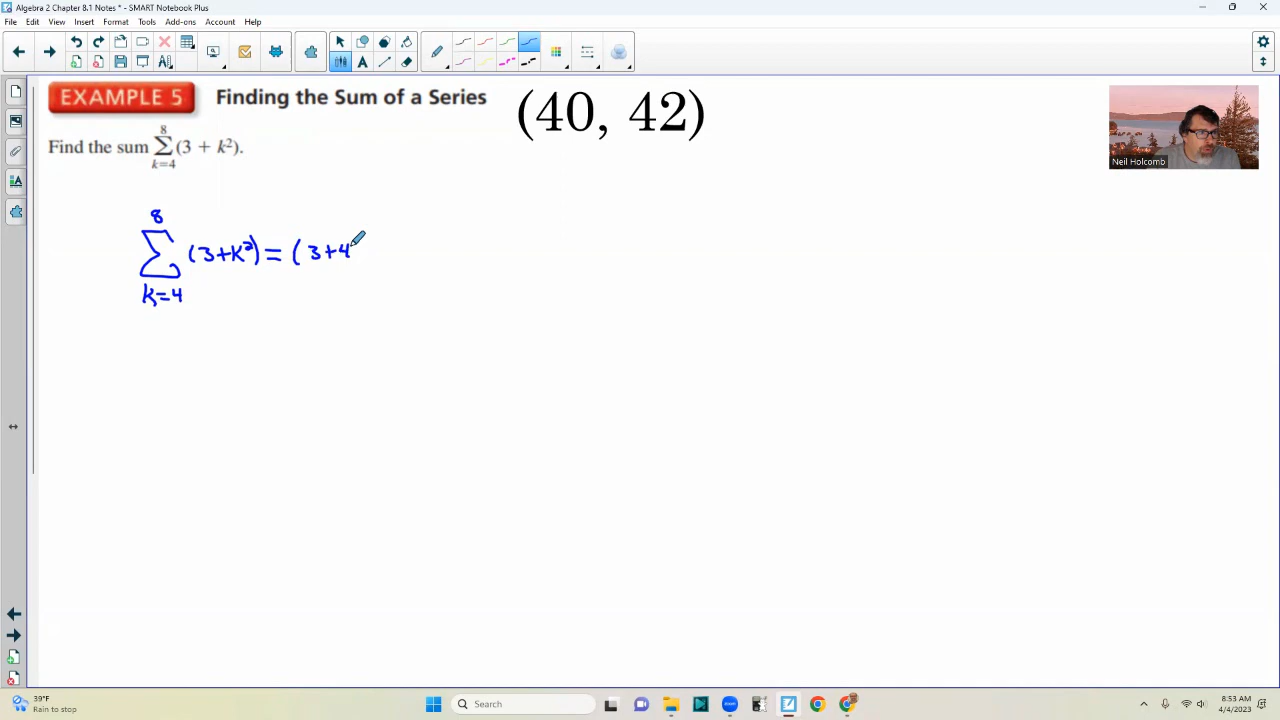 Algebra 2 Chapter 8.1 Notes * - SMART Notebook Plus
File Edit View Insert Format Tools Add-ons Account Help
EXAMPLE 5 Finding the Sum of a Series (40, 42)
8
Find the sum ∑(3 + k²).
k=4
Neil Holcomb
8
∑ (3+k²) = (3+4
k=4
39°F
Rain to stop
Search
8:53 AM
4/4/2023